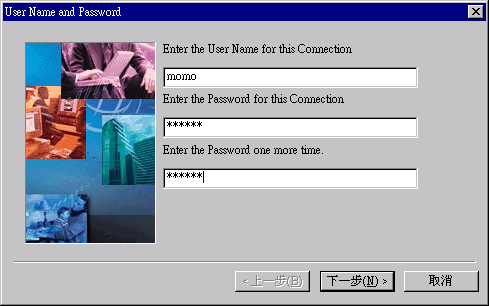 User Name and Password
Enter the User Name for this Connection
momo
Enter the Password for this Connection
******
Enter the Password one more time.
******
< 上一步(B)
下一步(N) >
取消